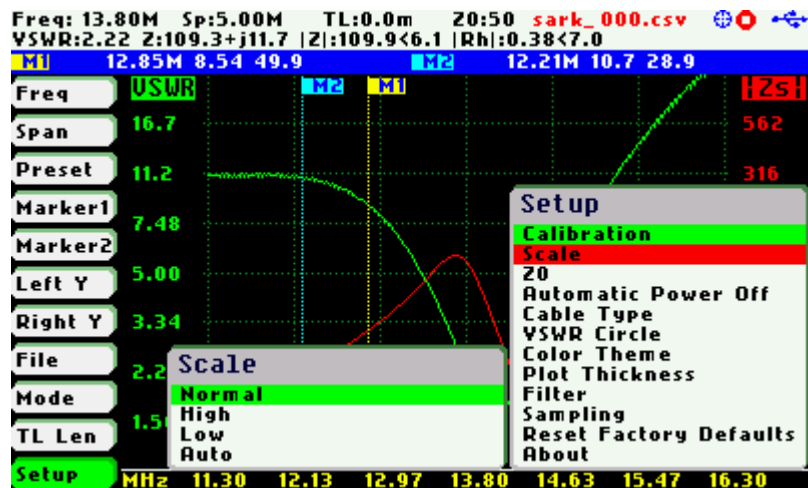 Freq: 13.80M Sp:5.00M TL:0.0m Z0:50 sark_000.csv
VSWR:2.22 Z:109.3+j11.7 |Z|:109.9<6.1 |Rh|:0.38<7.0
M1 12.85M 8.54 49.9 M2 12.21M 10.7 28.9
Freq VSWR M2 M1 |Zs|
Span 16.7 562
Preset 11.2 316
Marker1 7.48
Marker2
Left Y 5.00
Right Y 3.34
File 2.2
Mode
TL Len 1.5
Setup
Setup
Calibration
Scale
Z0
Automatic Power Off
Cable Type
VSWR Circle
Color Theme
Plot Thickness
Filter
Sampling
Reset Factory Defaults
About
Scale
Normal
High
Low
Auto
MHz 11.30 12.13 12.97 13.80 14.63 15.47 16.30